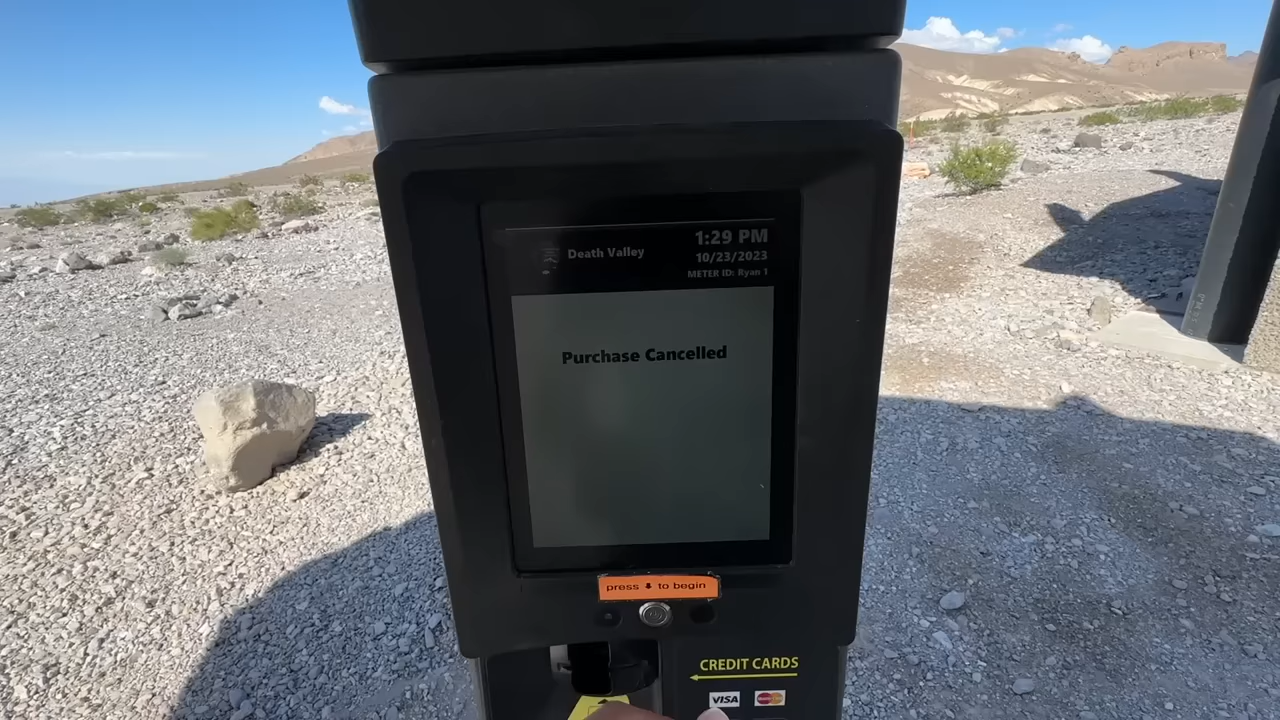 Death Valley
1:29 PM
10/23/2023
METER ID: Ryan 1
Purchase Cancelled
press ⬇ to begin
CREDIT CARDS
VISA
MasterCard